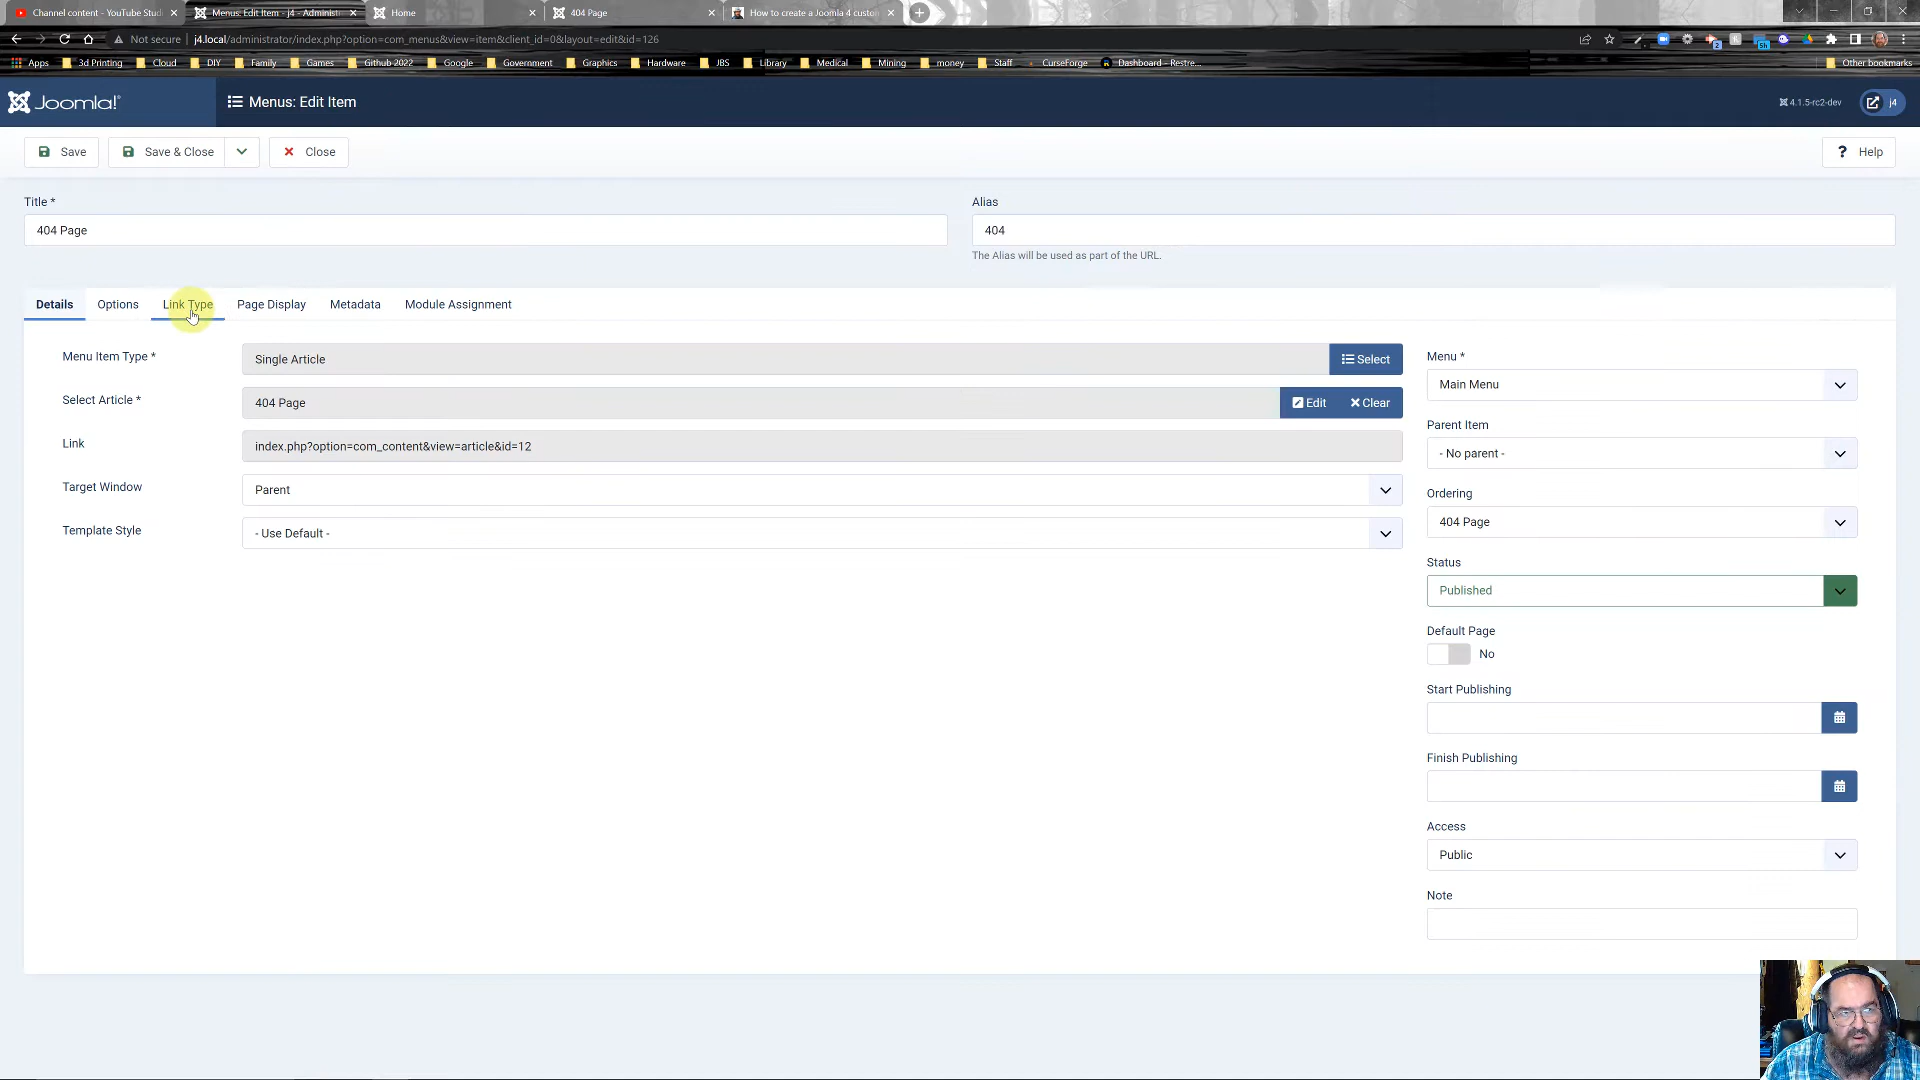 Channel content - YouTube Studi
Menus: Edit Item - j4 - Administ
Home
404 Page
How to create a Joomla 4 custo
Not secure
j4.local/administrator/index.php?option=com_menus&view=item&client_id=0&layout=edit&id=126
Apps
3d Printing
Cloud
DIY
Family
Games
Github 2022
Google
Government
Graphics
Hardware
JBS
Library
Medical
Mining
money
Staff
CurseForge
Dashboard – Restre...
Other bookmarks
Joomla!
Menus: Edit Item
4.1.5-rc2-dev
j4
Save
Save & Close
Close
? Help
Title *
Alias
404 Page
404
The Alias will be used as part of the URL.
Details
Options
Link Type
Page Display
Metadata
Module Assignment
Menu Item Type *
Single Article
Select
Select Article *
404 Page
Edit
Clear
Link
index.php?option=com_content&view=article&id=12
Target Window
Parent
Template Style
- Use Default -
Menu *
Main Menu
Parent Item
- No parent -
Ordering
404 Page
Status
Published
Default Page
No
Start Publishing
Finish Publishing
Access
Public
Note